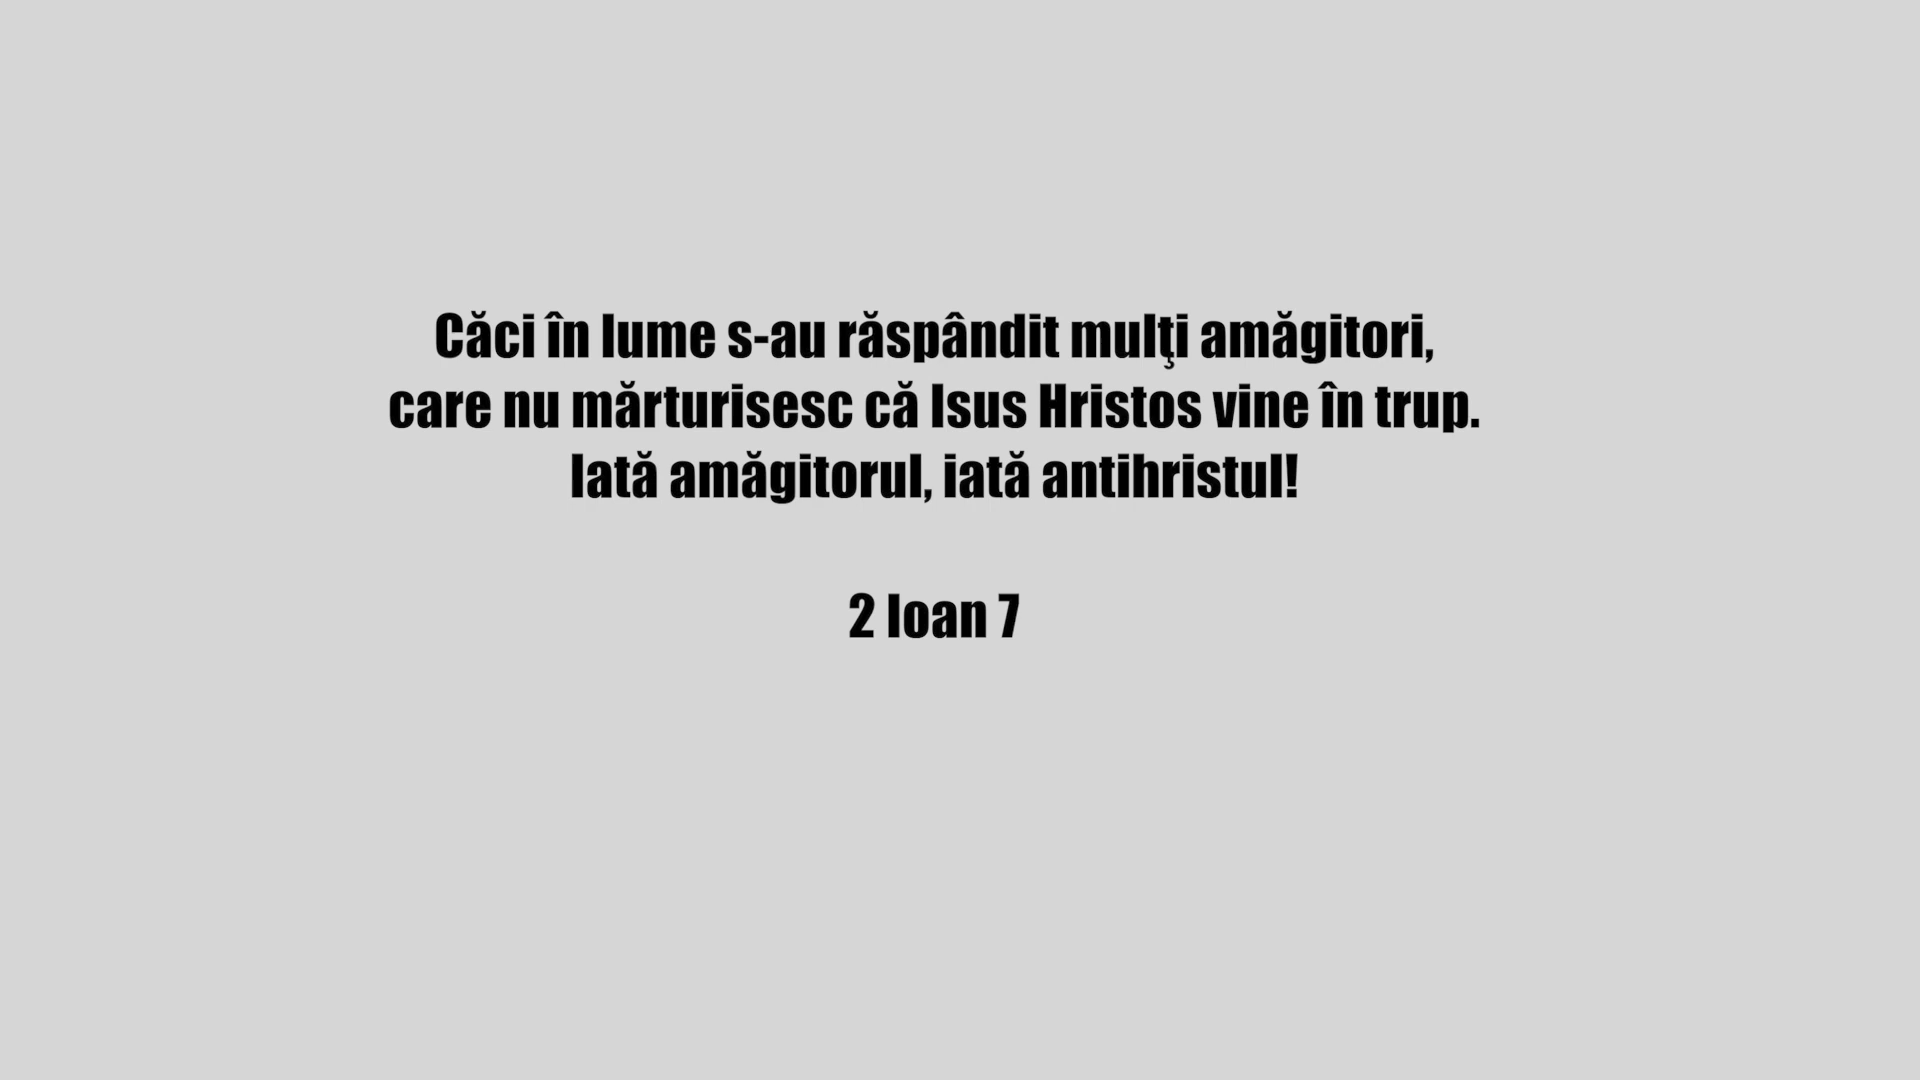 Căci în lume s-au răspândit mulţi amăgitori,
care nu mărturisesc că Isus Hristos vine în trup.
Iată amăgitorul, iată antihristul!
2 Ioan 7